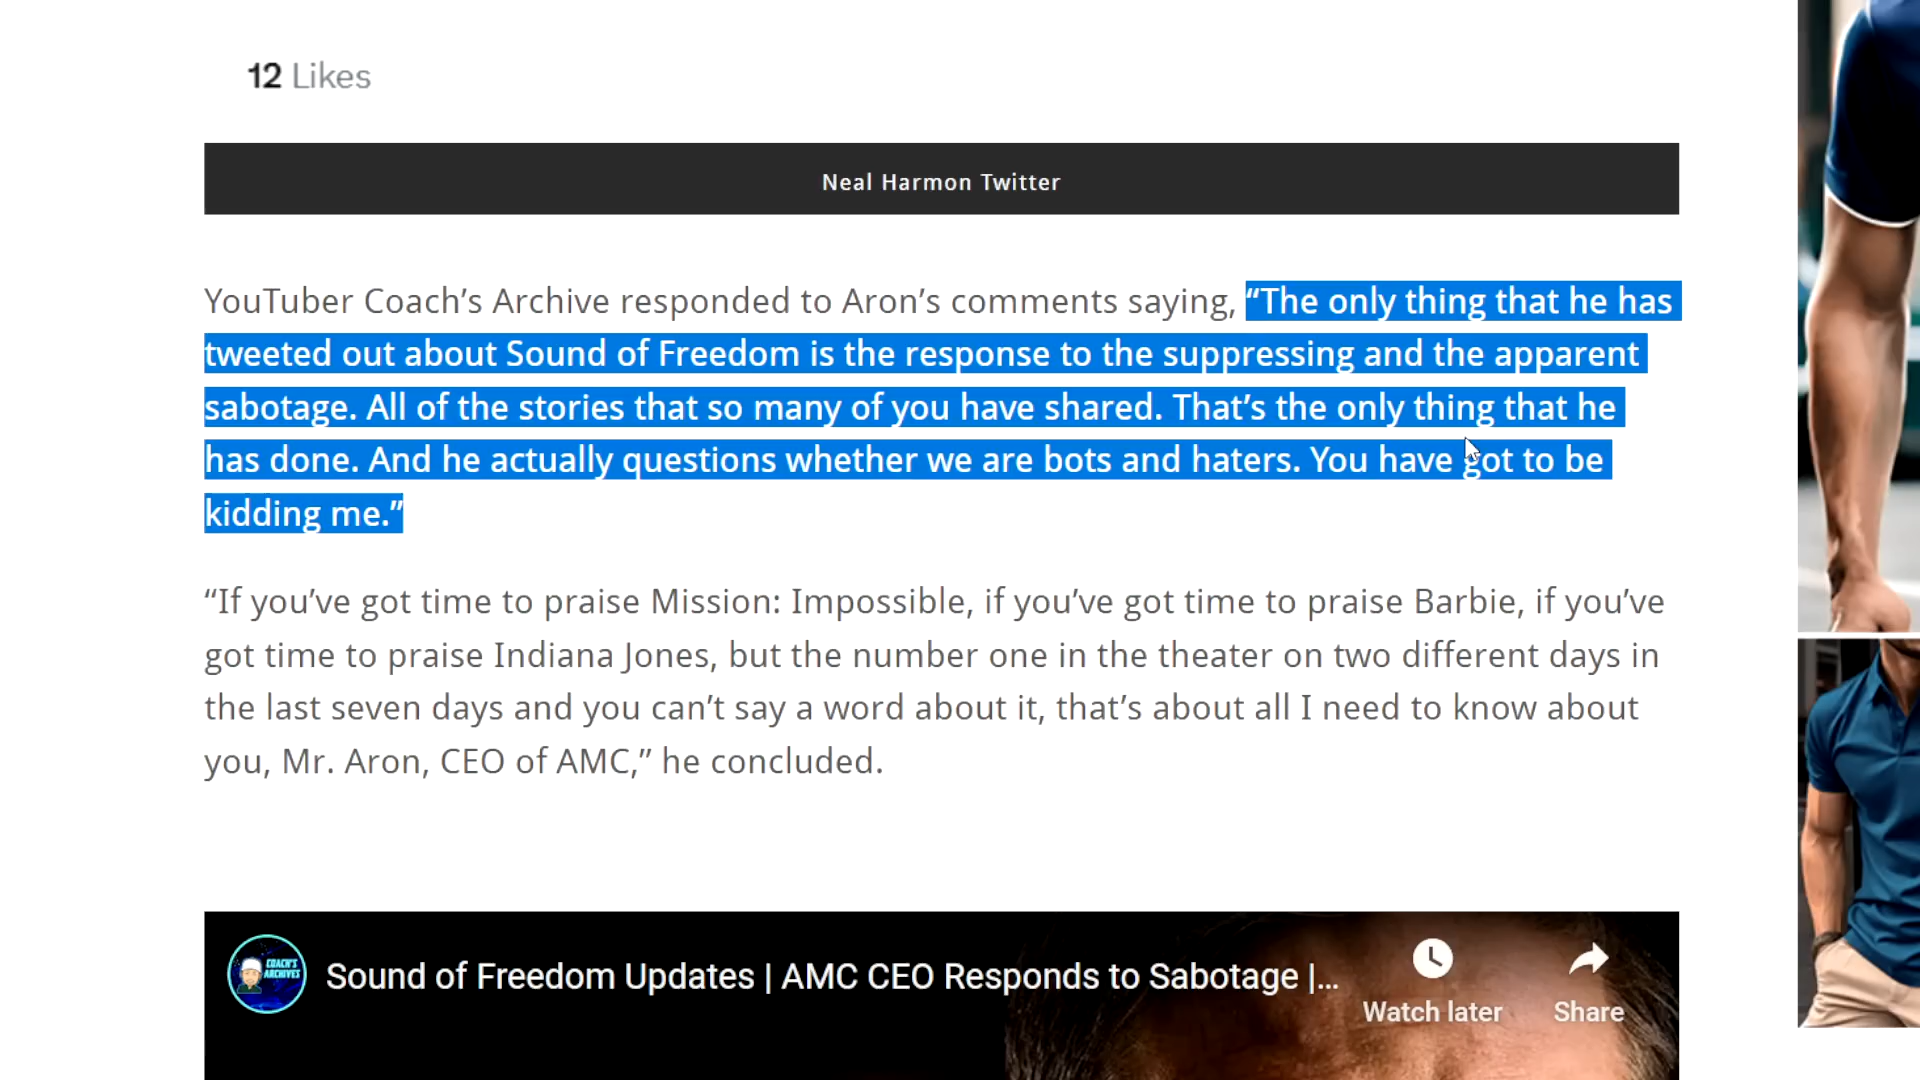 12 Likes
Neal Harmon Twitter
YouTuber Coach’s Archive responded to Aron’s comments saying, “The only thing that he has
tweeted out about Sound of Freedom is the response to the suppressing and the apparent
sabotage. All of the stories that so many of you have shared. That’s the only thing that he
has done. And he actually questions whether we are bots and haters. You have got to be
kidding me.”
“If you’ve got time to praise Mission: Impossible, if you’ve got time to praise Barbie, if you’ve
got time to praise Indiana Jones, but the number one in the theater on two different days in
the last seven days and you can’t say a word about it, that’s about all I need to know about
you, Mr. Aron, CEO of AMC,” he concluded.
COACH'S
ARCHIVES
Sound of Freedom Updates | AMC CEO Responds to Sabotage |...
Watch later
Share